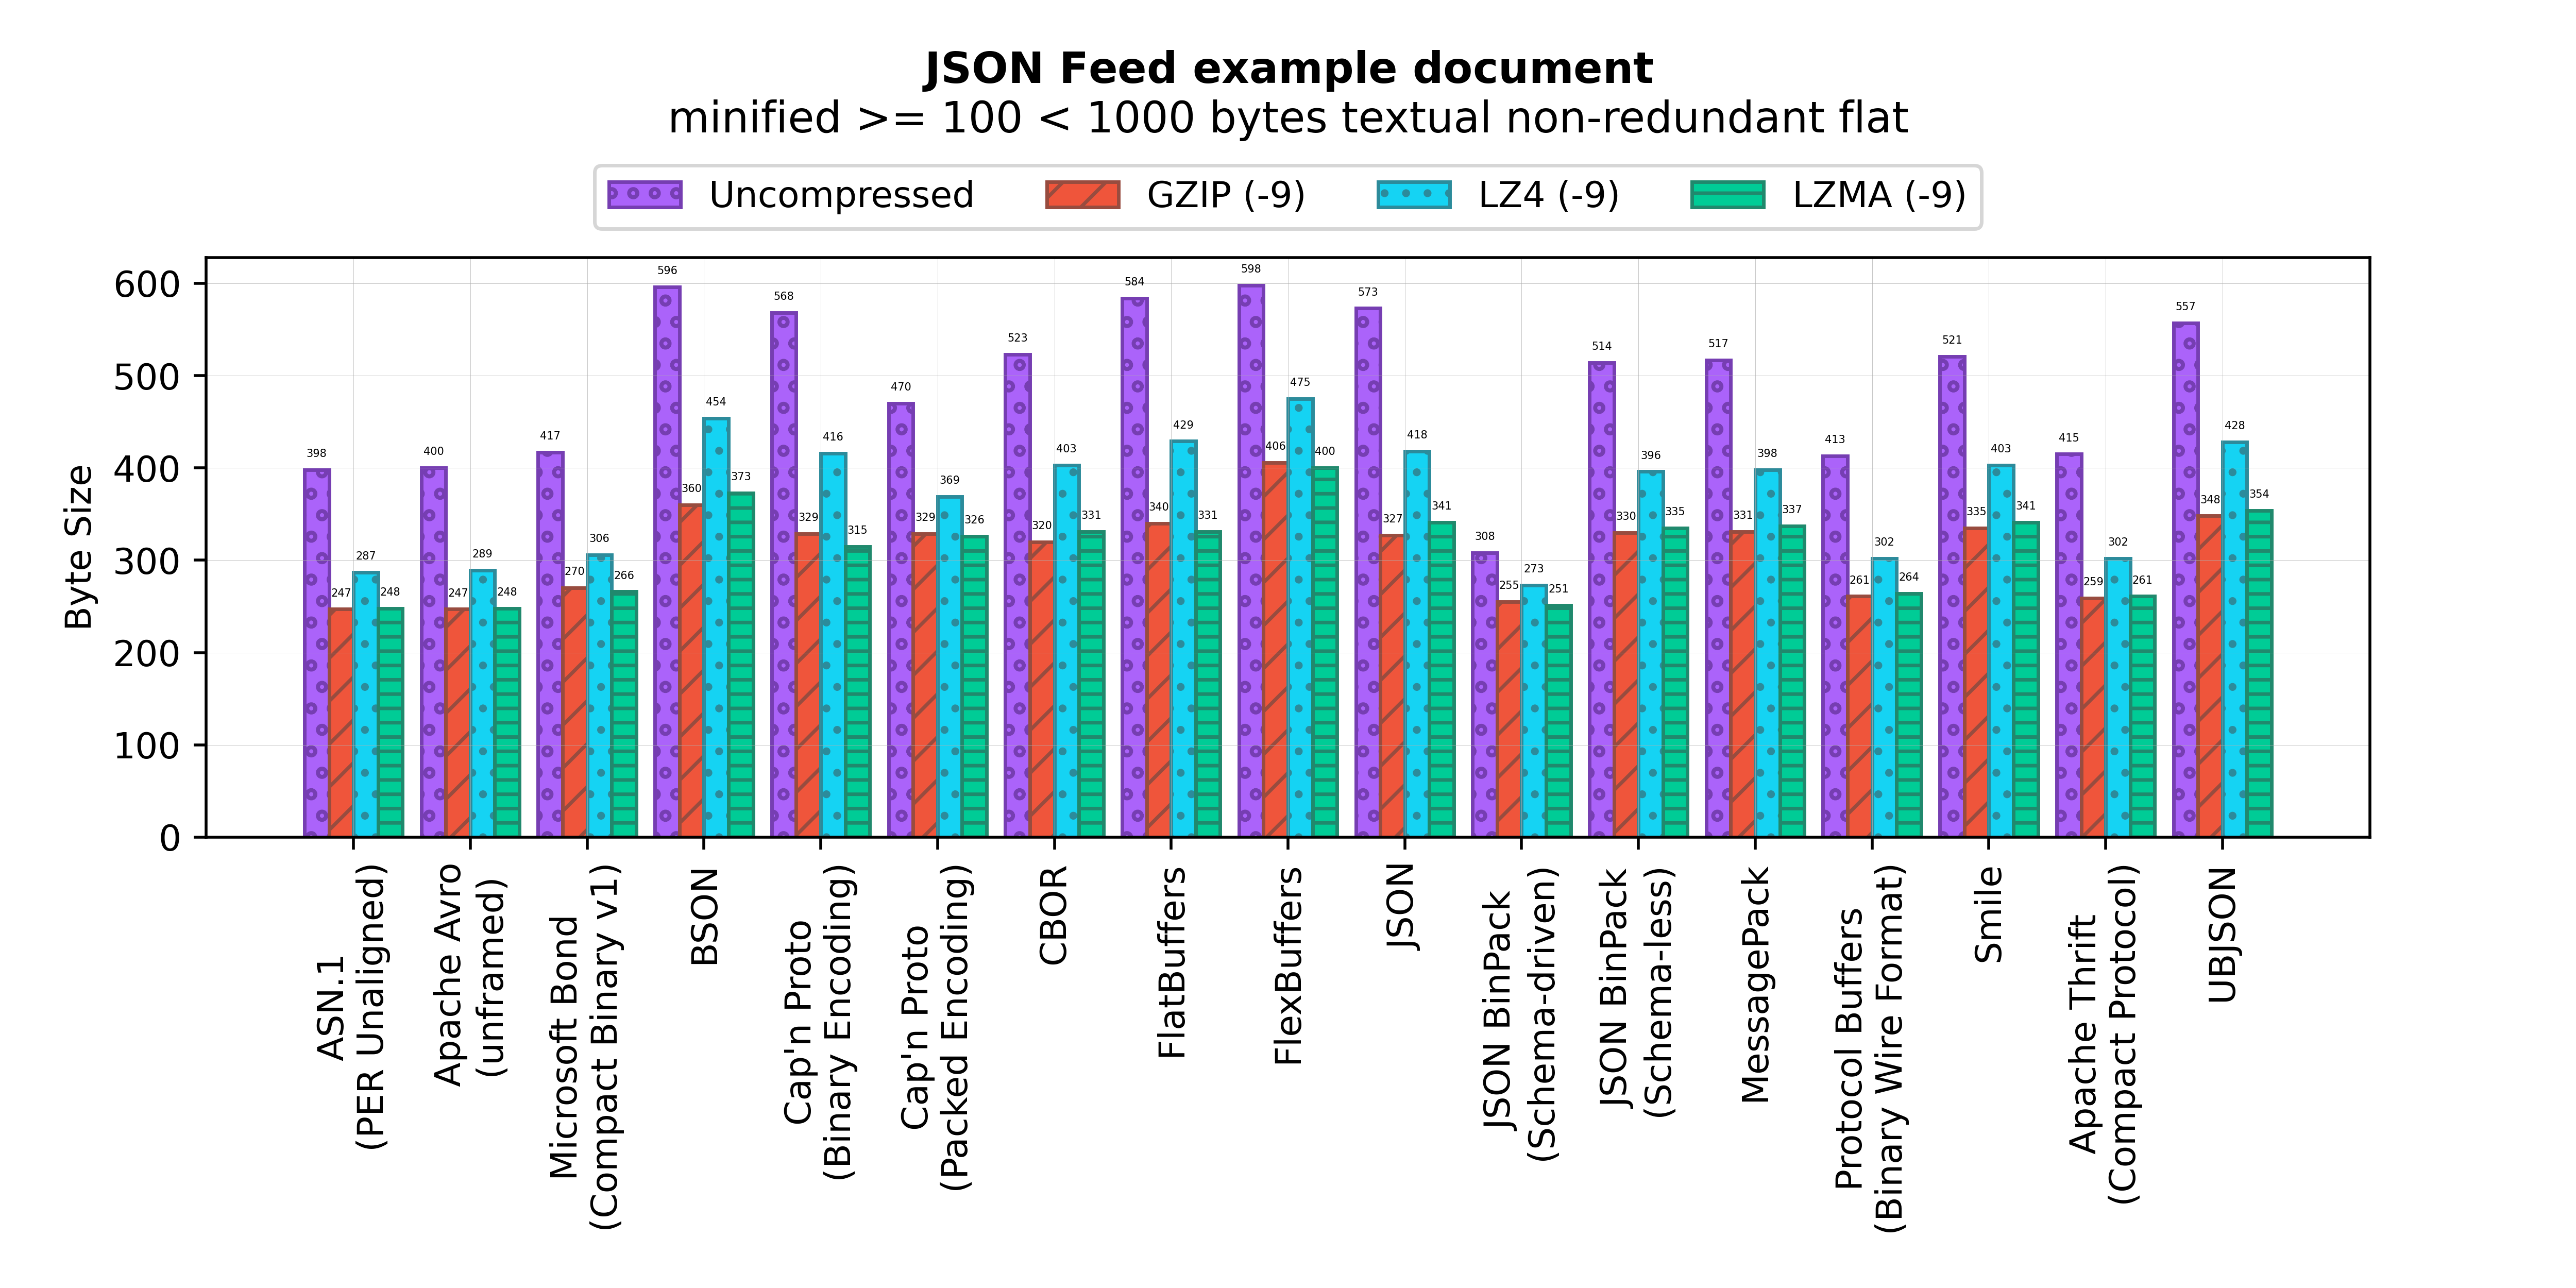 JSON Feed example document
minified >= 100 < 1000 bytes textual non-redundant flat
Uncompressed
GZIP (-9)
LZ4 (-9)
LZMA (-9)
Byte Size
600
500
400
300
200
100
0
398
247
287
248
400
247
289
248
417
270
306
266
596
360
454
373
568
329
416
315
470
329
369
326
523
320
403
331
584
340
429
331
598
406
475
400
573
327
418
341
308
255
273
251
514
330
396
335
517
331
398
337
413
261
302
264
521
335
403
341
415
259
302
261
557
348
428
354
ASN.1
(PER Unaligned)
Apache Avro
(unframed)
Microsoft Bond
(Compact Binary v1)
BSON
Cap'n Proto
(Binary Encoding)
Cap'n Proto
(Packed Encoding)
CBOR
FlatBuffers
FlexBuffers
JSON
JSON BinPack
(Schema-driven)
JSON BinPack
(Schema-less)
MessagePack
Protocol Buffers
(Binary Wire Format)
Smile
Apache Thrift
(Compact Protocol)
UBJSON